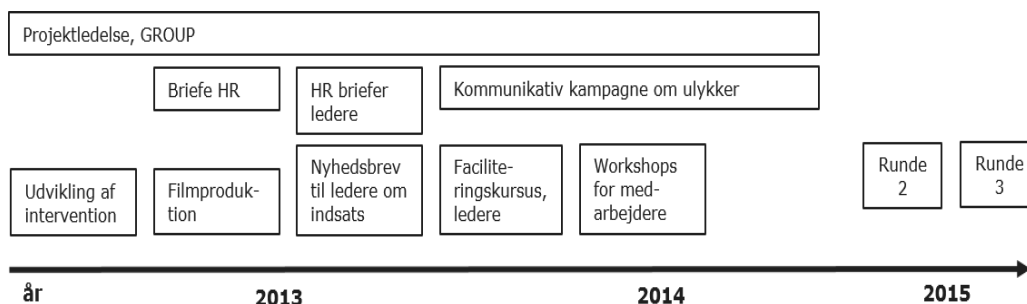 Projektledelse, GROUP
Briefe HR
HR briefer
ledere
Kommunikativ kampagne om ulykker
Udvikling af
intervention
Filmproduk-
tion
Nyhedsbrev
til ledere om
indsats
Facilite-
ringskursus,
ledere
Workshops
for med-
arbejdere
Runde
2
Runde
3
år
2013
2014
2015